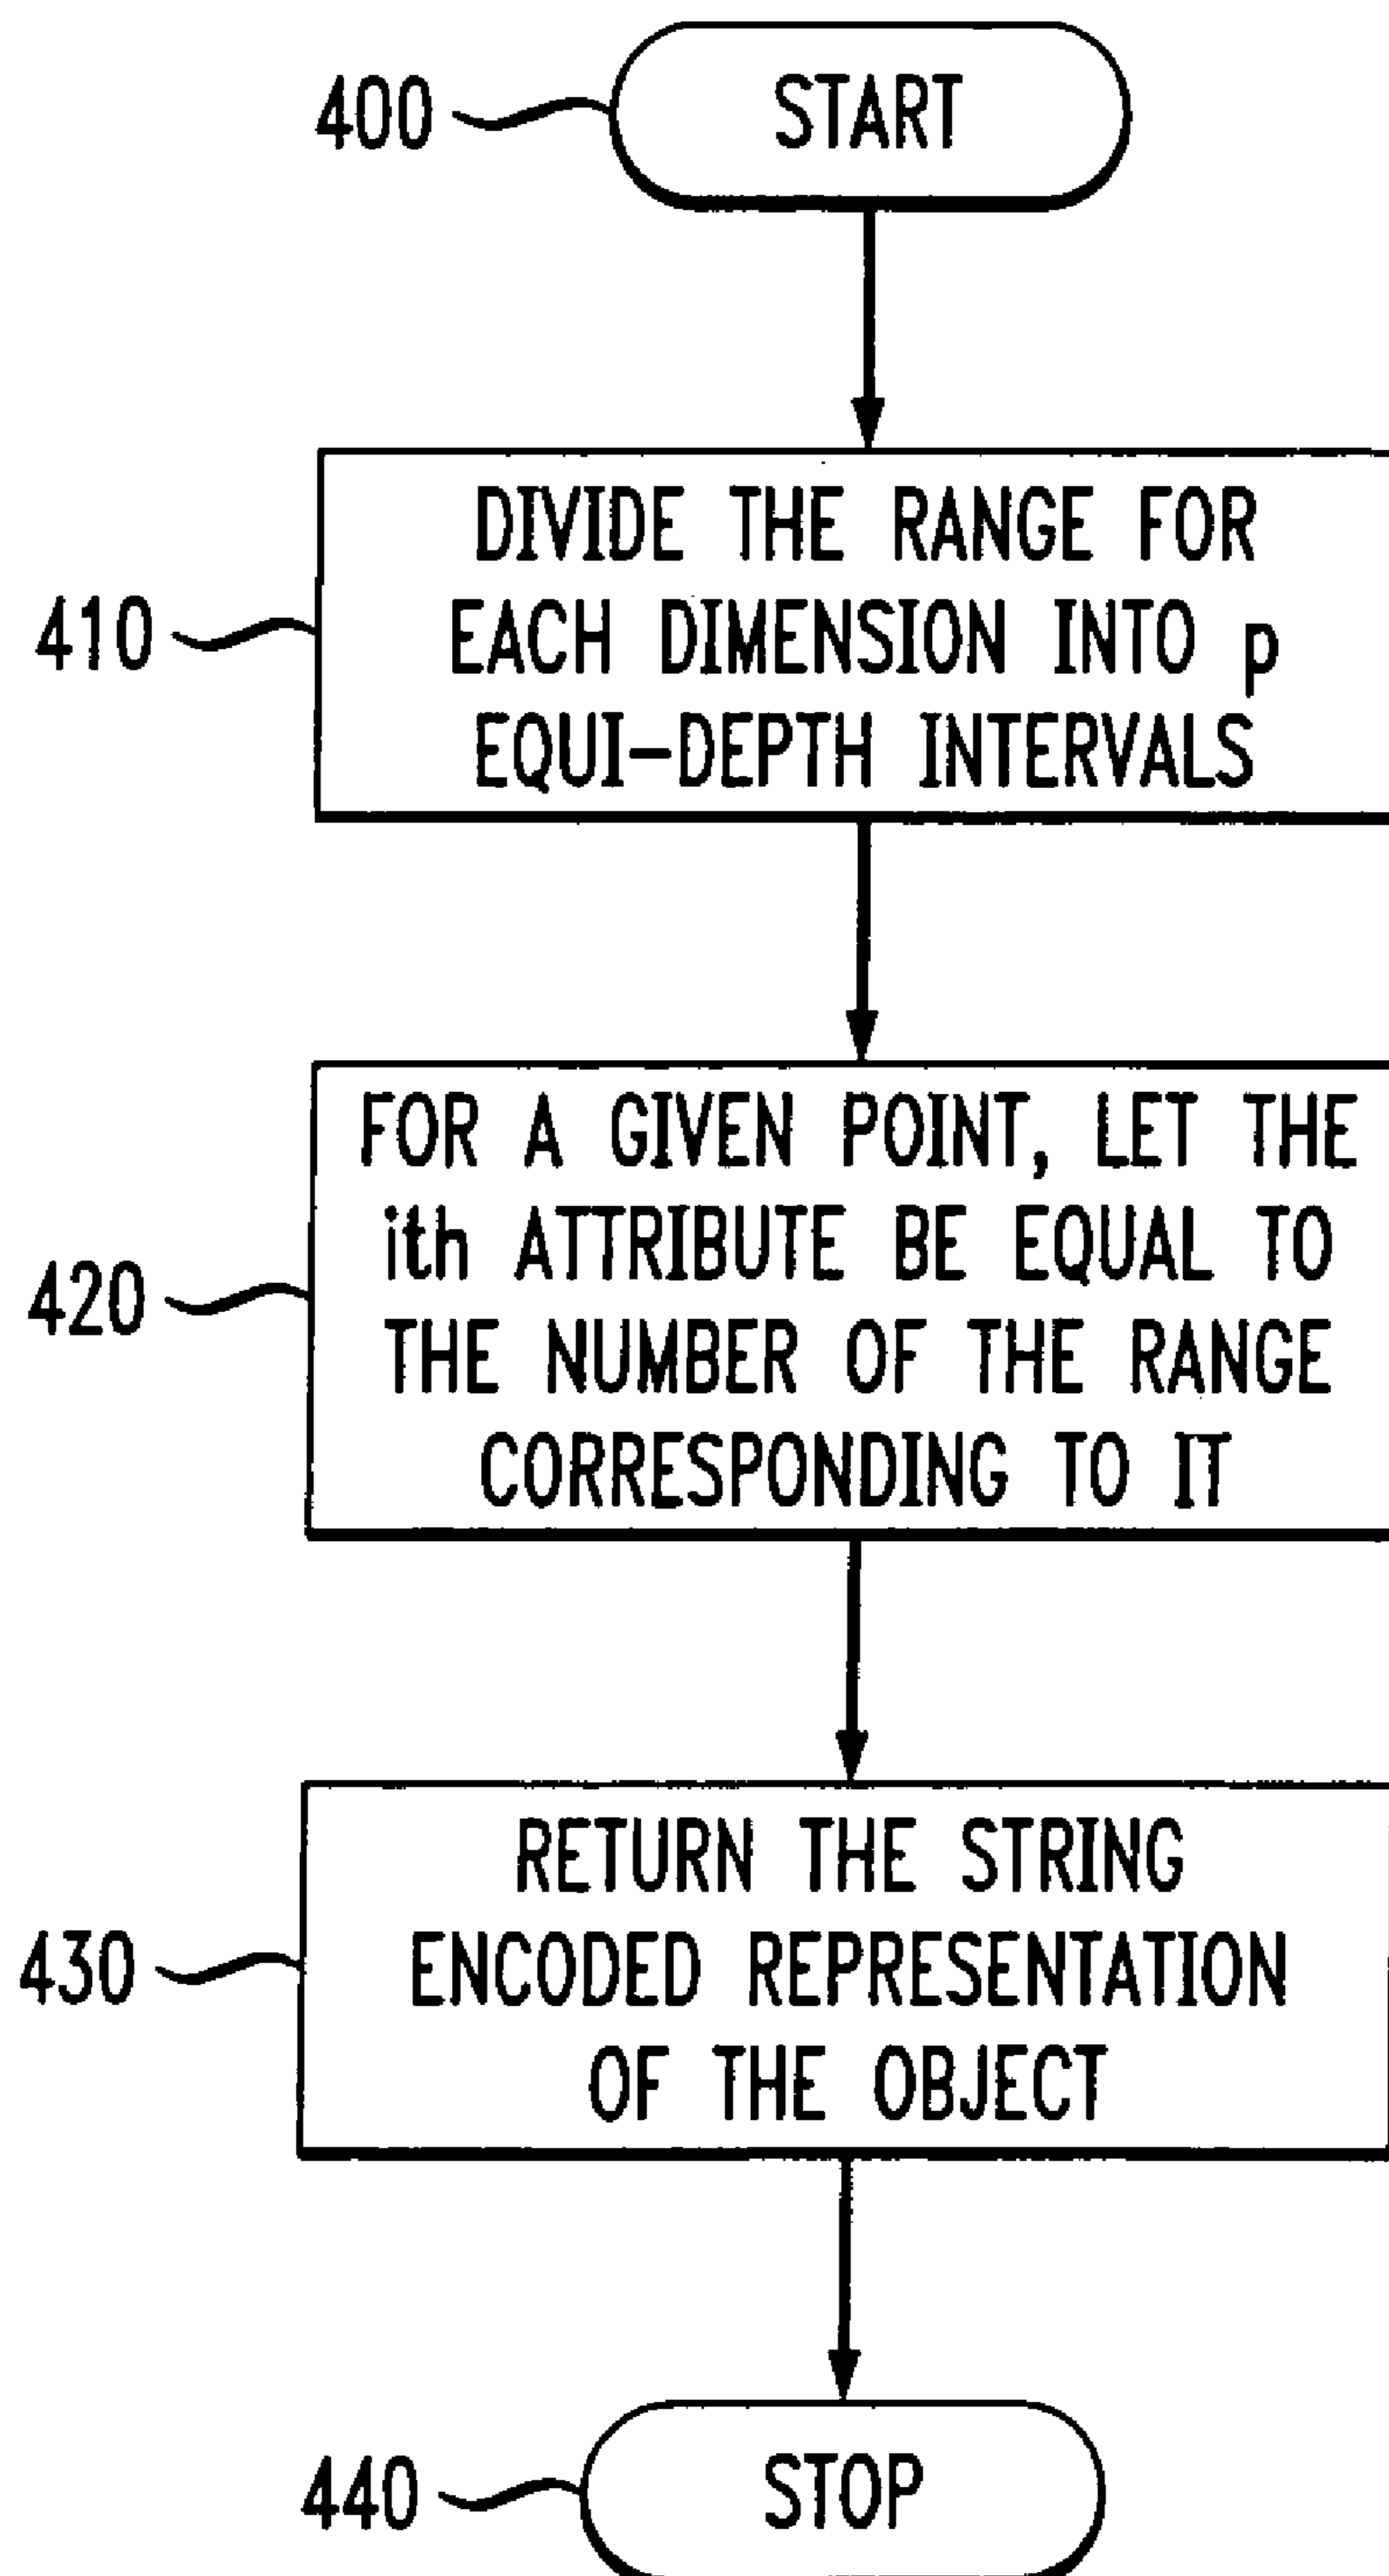 400
START
410
DIVIDE THE RANGE FOR
EACH DIMENSION INTO p
EQUI-DEPTH INTERVALS
420
FOR A GIVEN POINT, LET THE
ith ATTRIBUTE BE EQUAL TO
THE NUMBER OF THE RANGE
CORRESPONDING TO IT
430
RETURN THE STRING
ENCODED REPRESENTATION
OF THE OBJECT
440
STOP